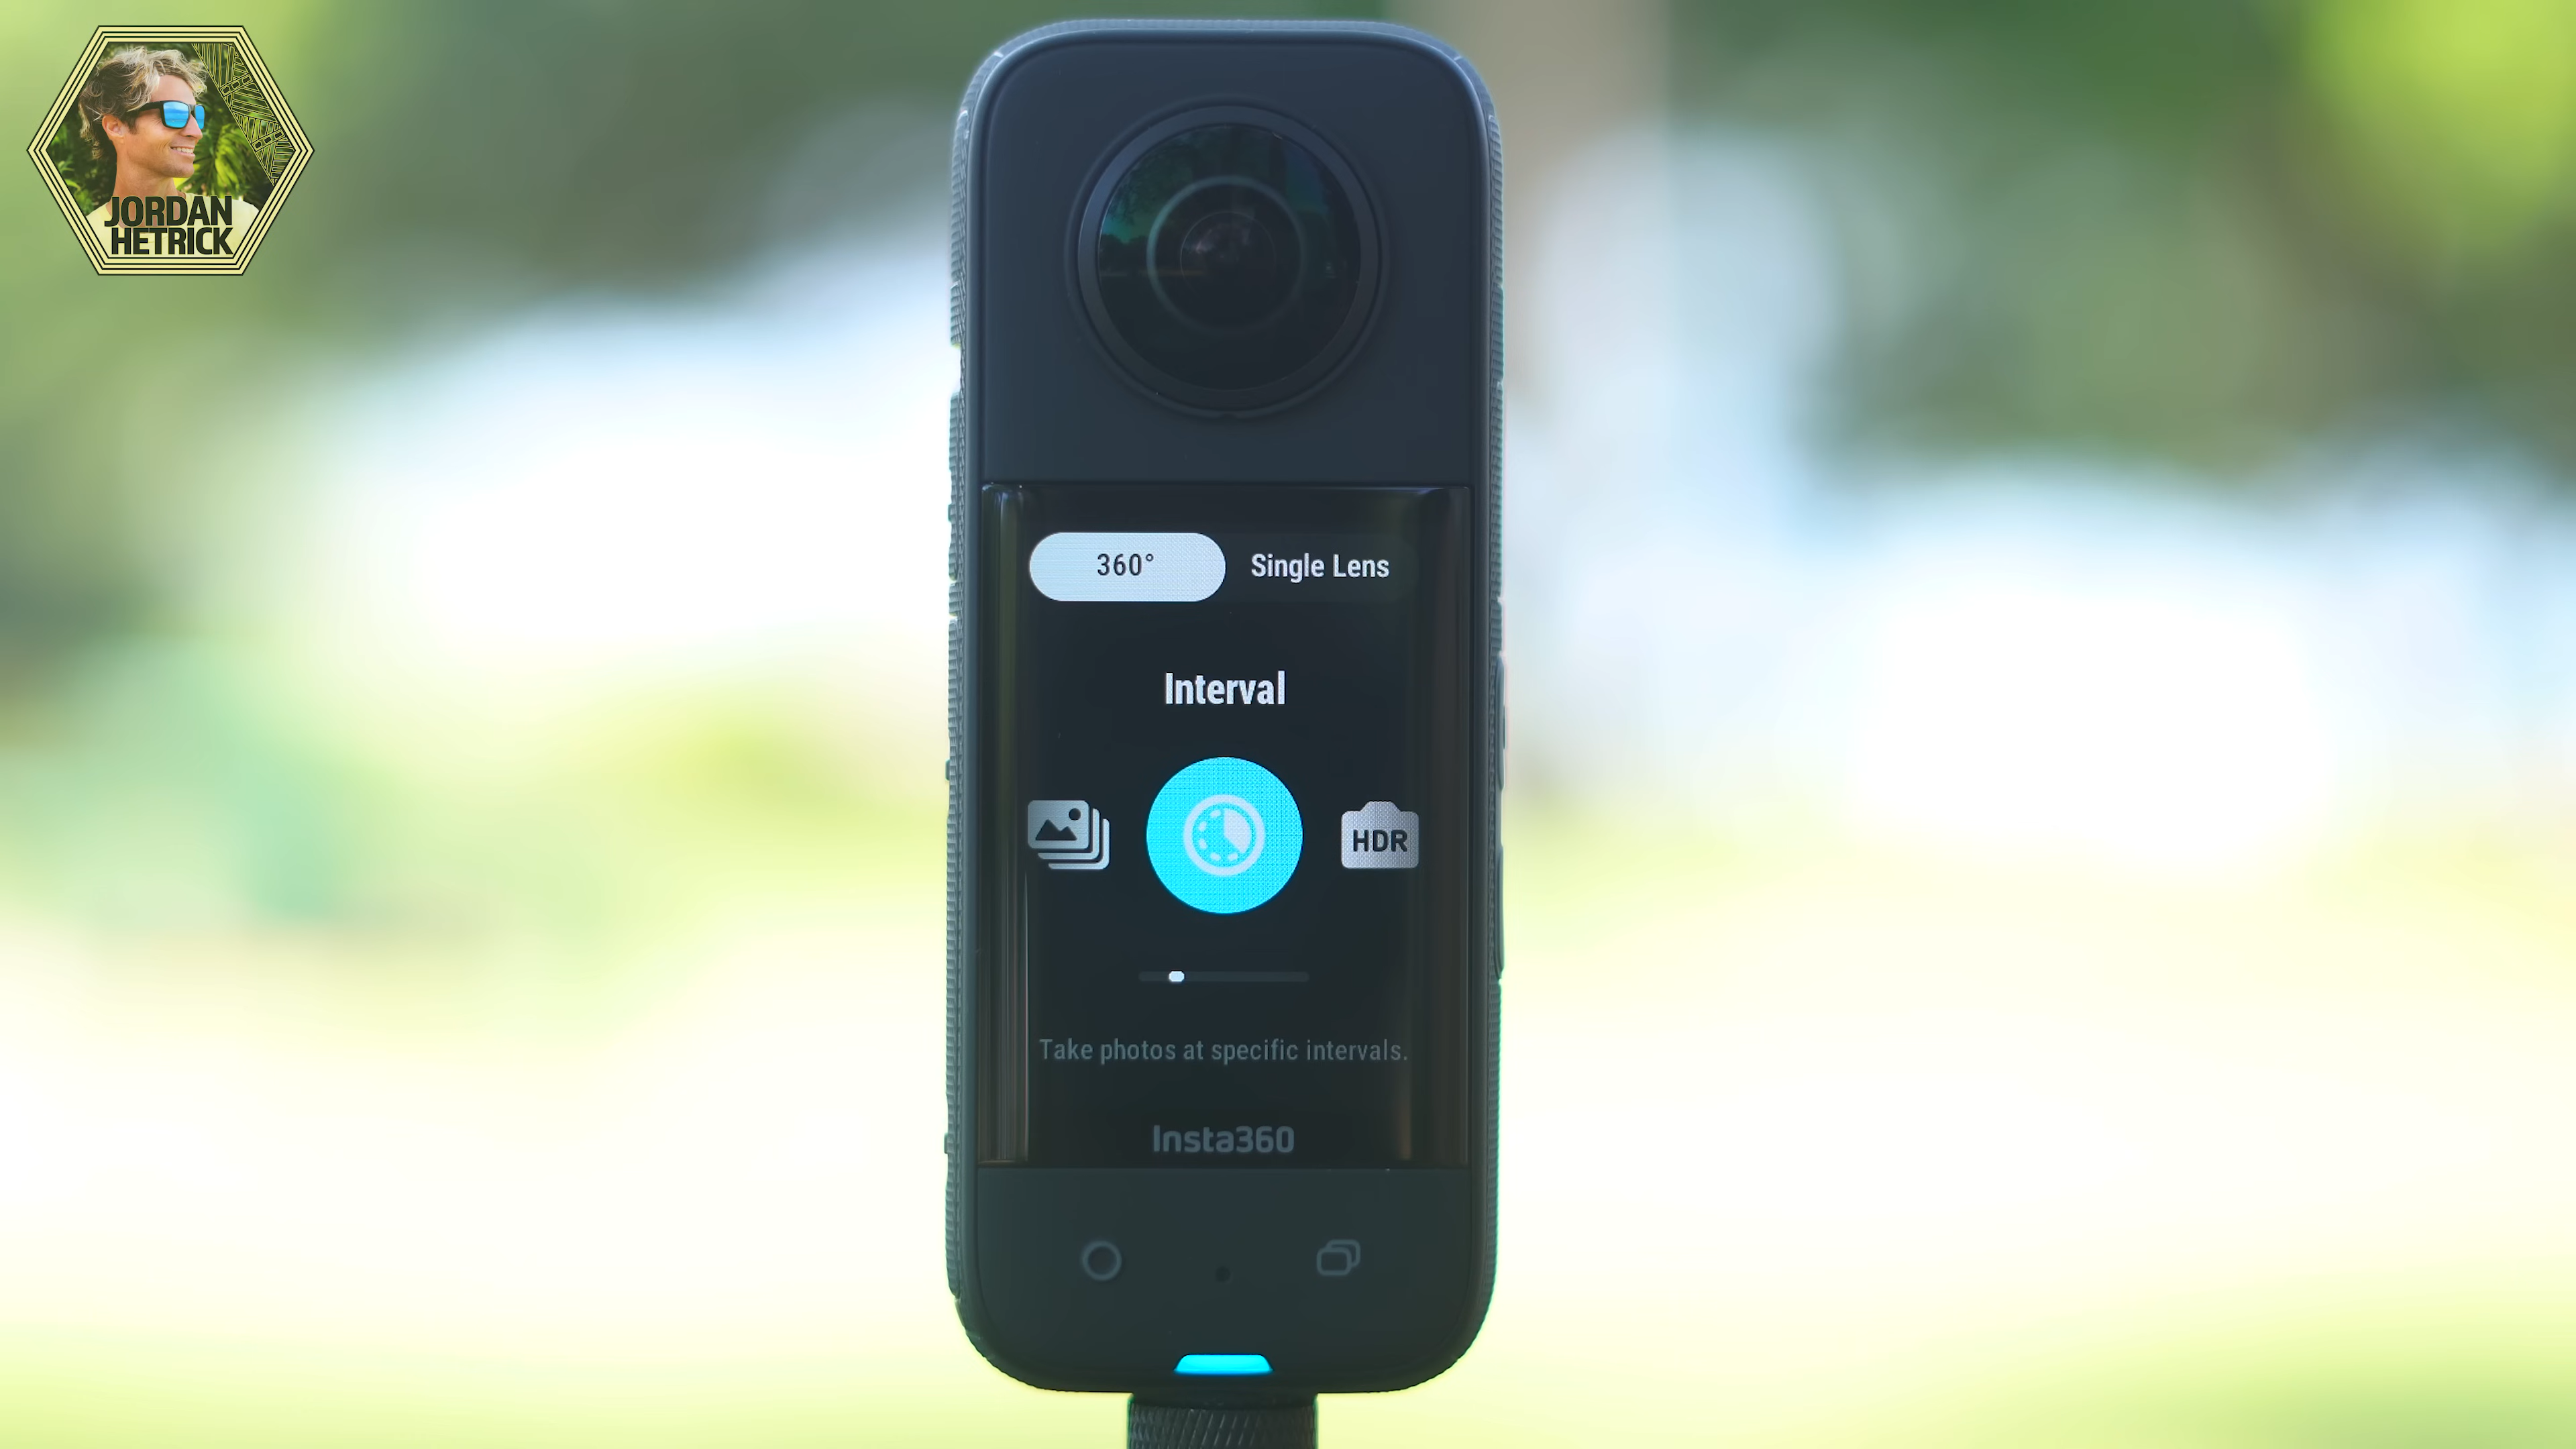 JORDAN
HETRICK
360° Single Lens
Interval
HDR
Take photos at specific intervals.
Insta360